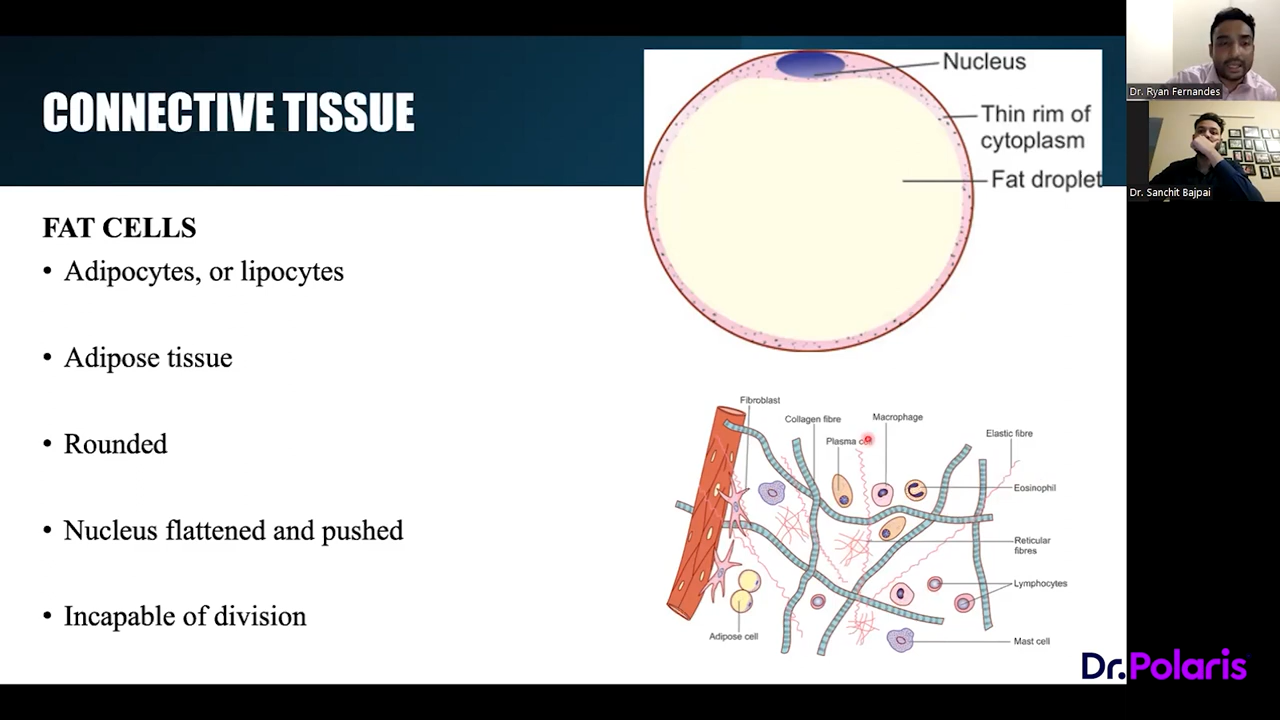 CONNECTIVE TISSUE
FAT CELLS
• Adipocytes, or lipocytes
• Adipose tissue
• Rounded
• Nucleus flattened and pushed
• Incapable of division
Nucleus
Thin rim of
cytoplasm
Fat droplet
Fibroblast
Collagen fibre
Macrophage
Plasma
Elastic fibre
Eosinophil
Reticular
fibres
Lymphocytes
Adipose cell
Mast cell
Dr. Ryan Fernandes
Dr. Sanchit Bajpai
Dr.Polaris